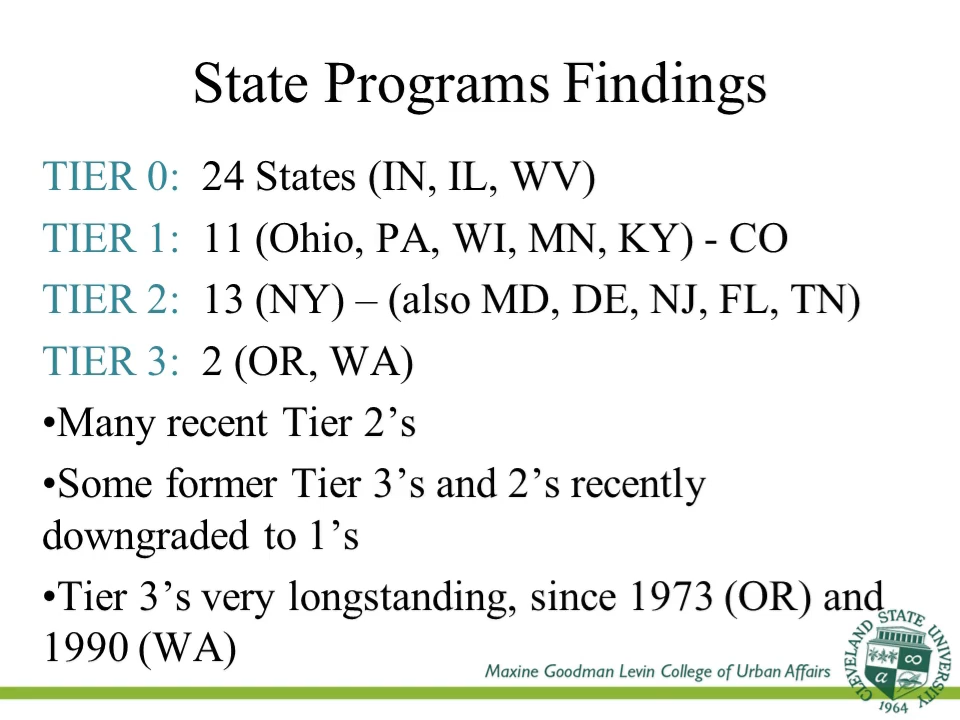 State Programs Findings
TIER 0: 24 States (IN, IL, WV)
TIER 1: 11 (Ohio, PA, WI, MN, KY) - CO
TIER 2: 13 (NY) – (also MD, DE, NJ, FL, TN)
TIER 3: 2 (OR, WA)
•Many recent Tier 2’s
•Some former Tier 3’s and 2’s recently
downgraded to 1’s
•Tier 3’s very longstanding, since 1973 (OR) and
1990 (WA)
Maxine Goodman Levin College of Urban Affairs
CLEVELAND STATE UNIVERSITY
1964